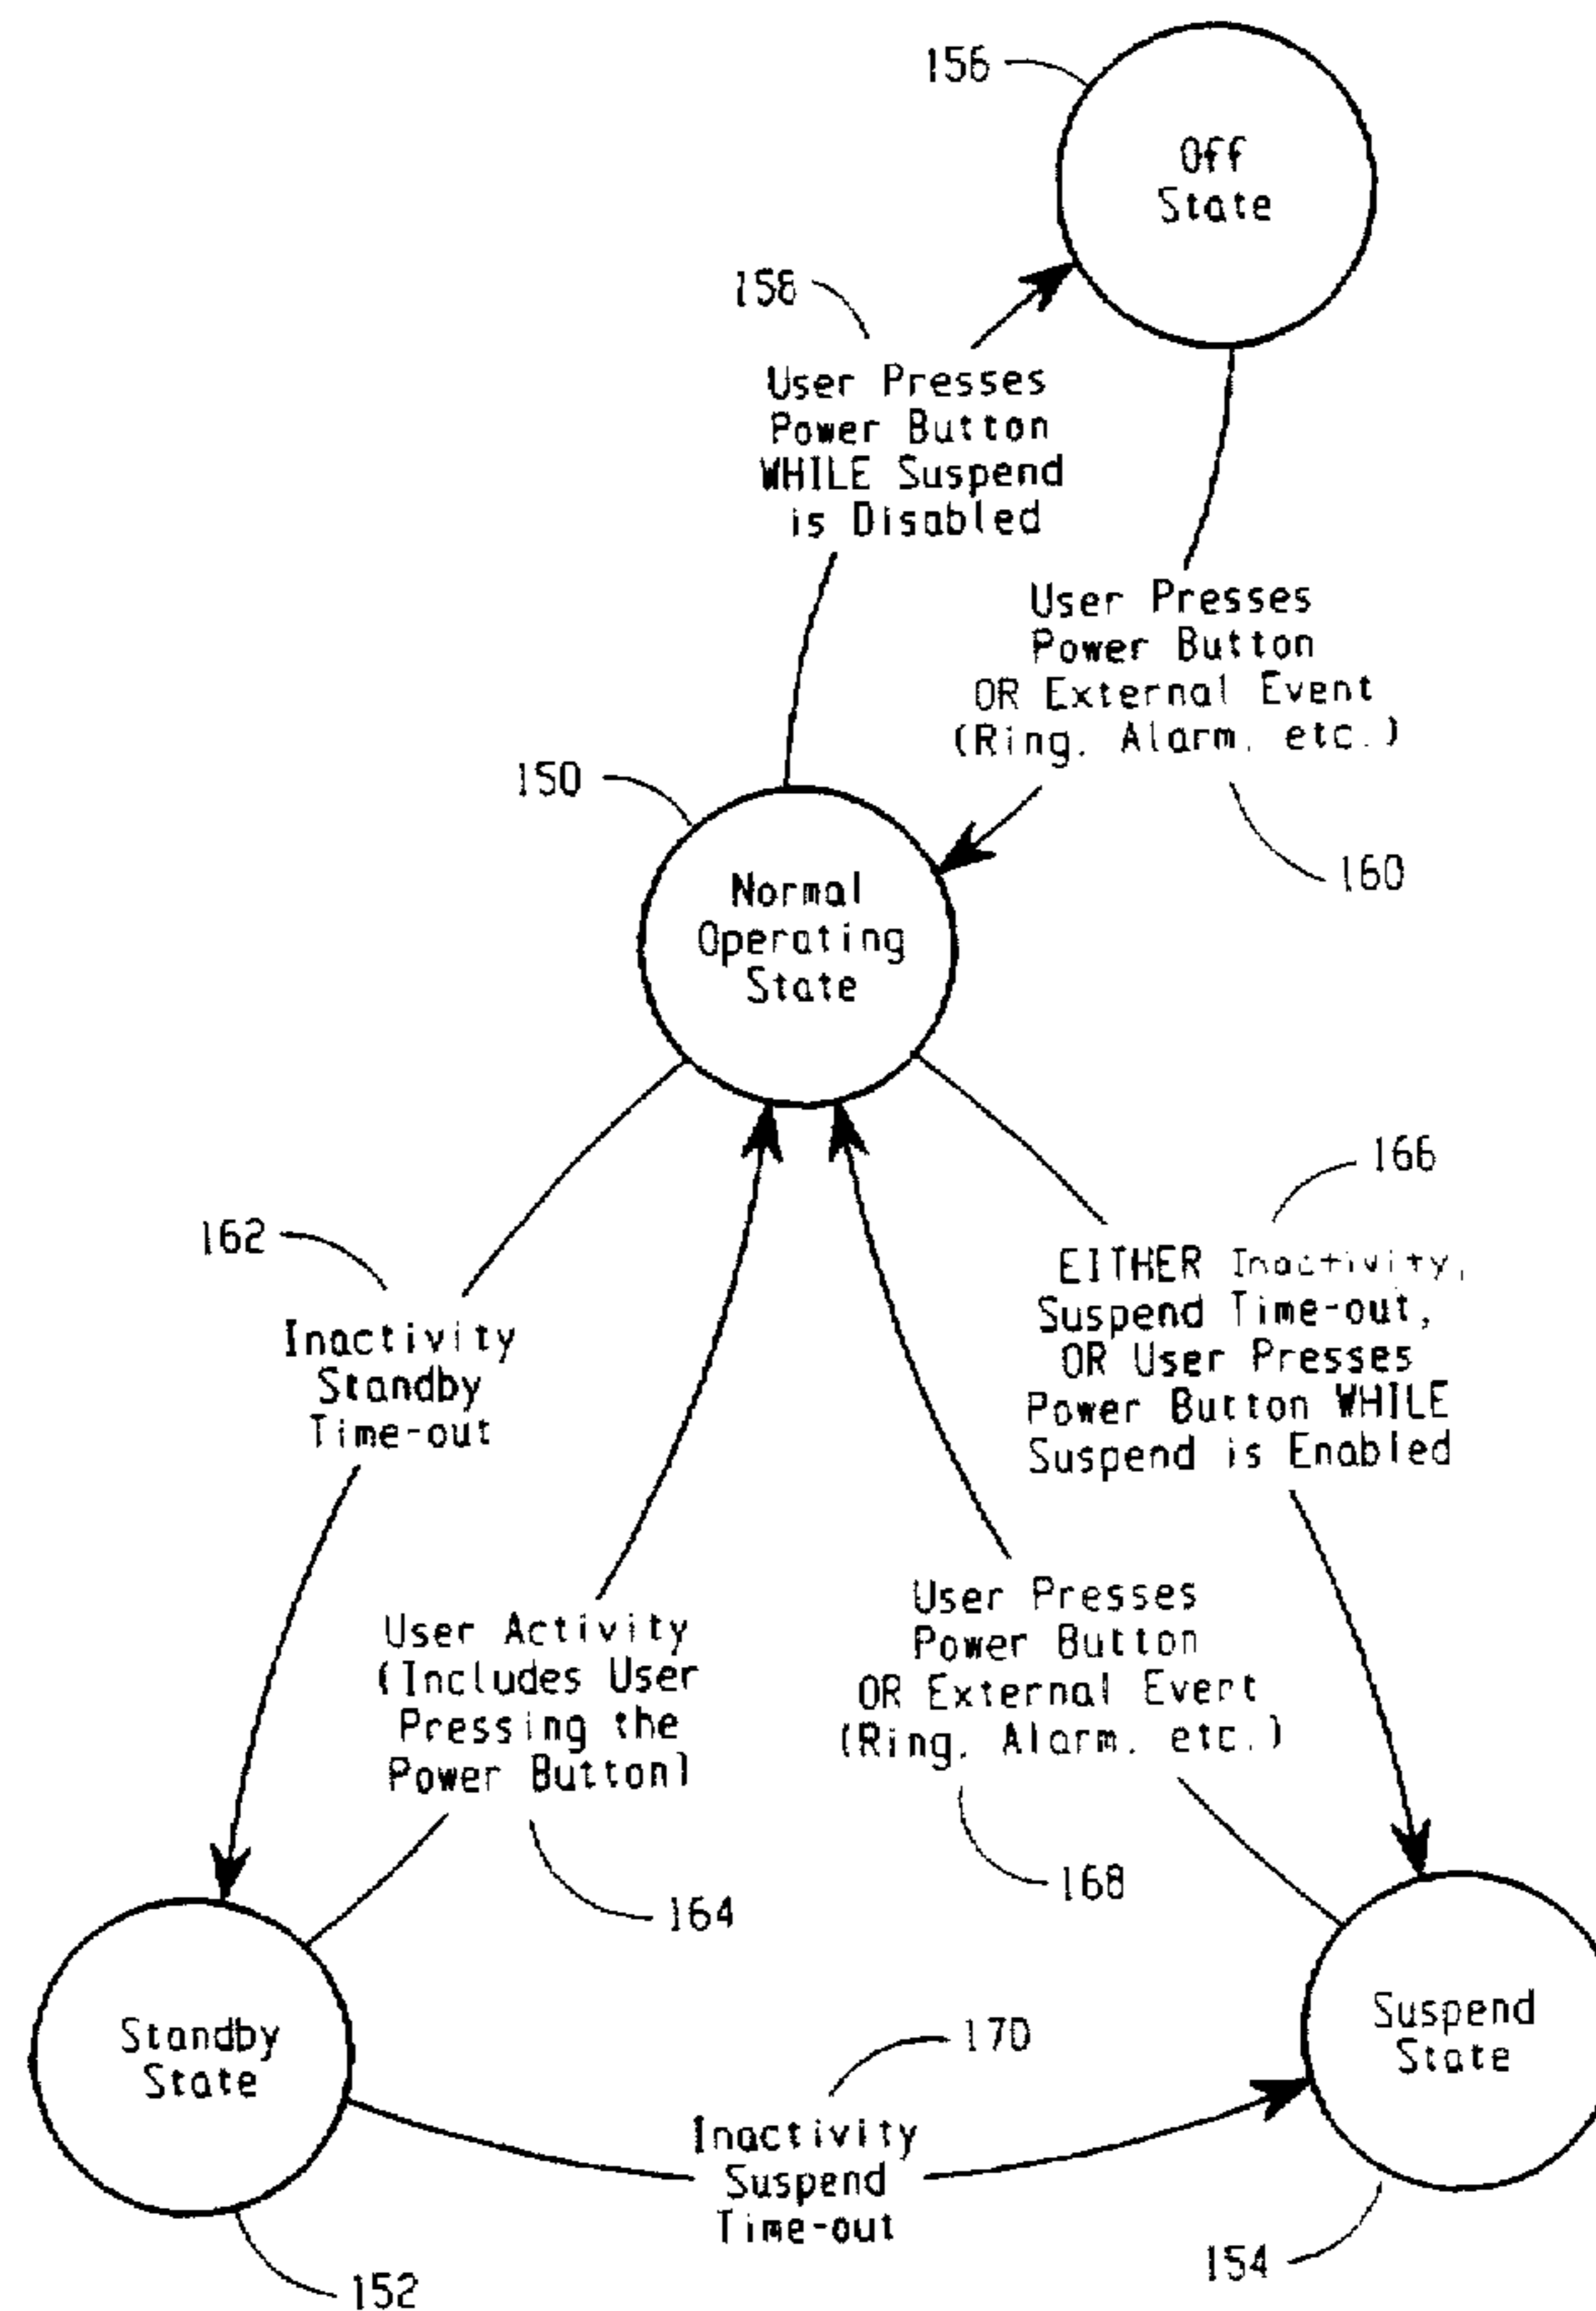 156
Off
State
158
User Presses
Power Button
WHILE Suspend
is Disabled
User Presses
Power Button
OR External Event
(Ring, Alarm, etc.)
160
150
Normal
Operating
State
166
EITHER Inactivity,
Suspend Time-out,
OR User Presses
Power Button WHILE
Suspend is Enabled
162
Inactivity
Standby
Time-out
User Activity
(Includes User
Pressing the
Power Button)
164
User Presses
Power Button
OR External Event
(Ring, Alarm, etc.)
168
Standby
State
152
170
Inactivity
Suspend
Time-out
Suspend
State
154